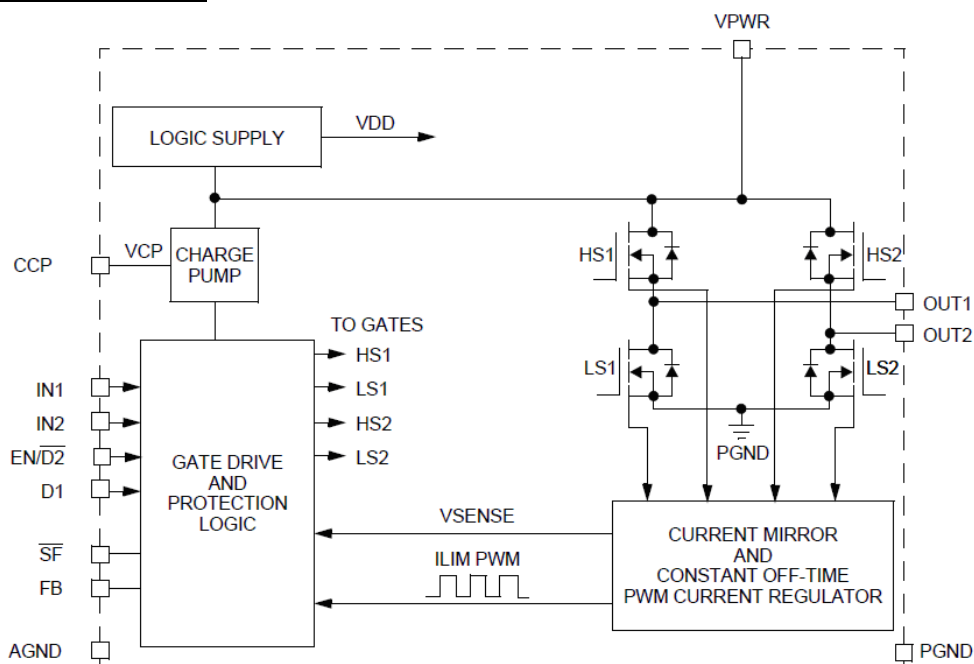 VPWR
LOGIC SUPPLY
VDD
CCP
VCP
CHARGE
PUMP
HS1
HS2
OUT1
OUT2
TO GATES
HS1
LS1
HS2
LS2
LS1
LS2
PGND
IN1
IN2
EN/D2
D1
SF
FB
AGND
GATE DRIVE
AND
PROTECTION
LOGIC
VSENSE
ILIM PWM
CURRENT MIRROR
AND
CONSTANT OFF-TIME
PWM CURRENT REGULATOR
PGND